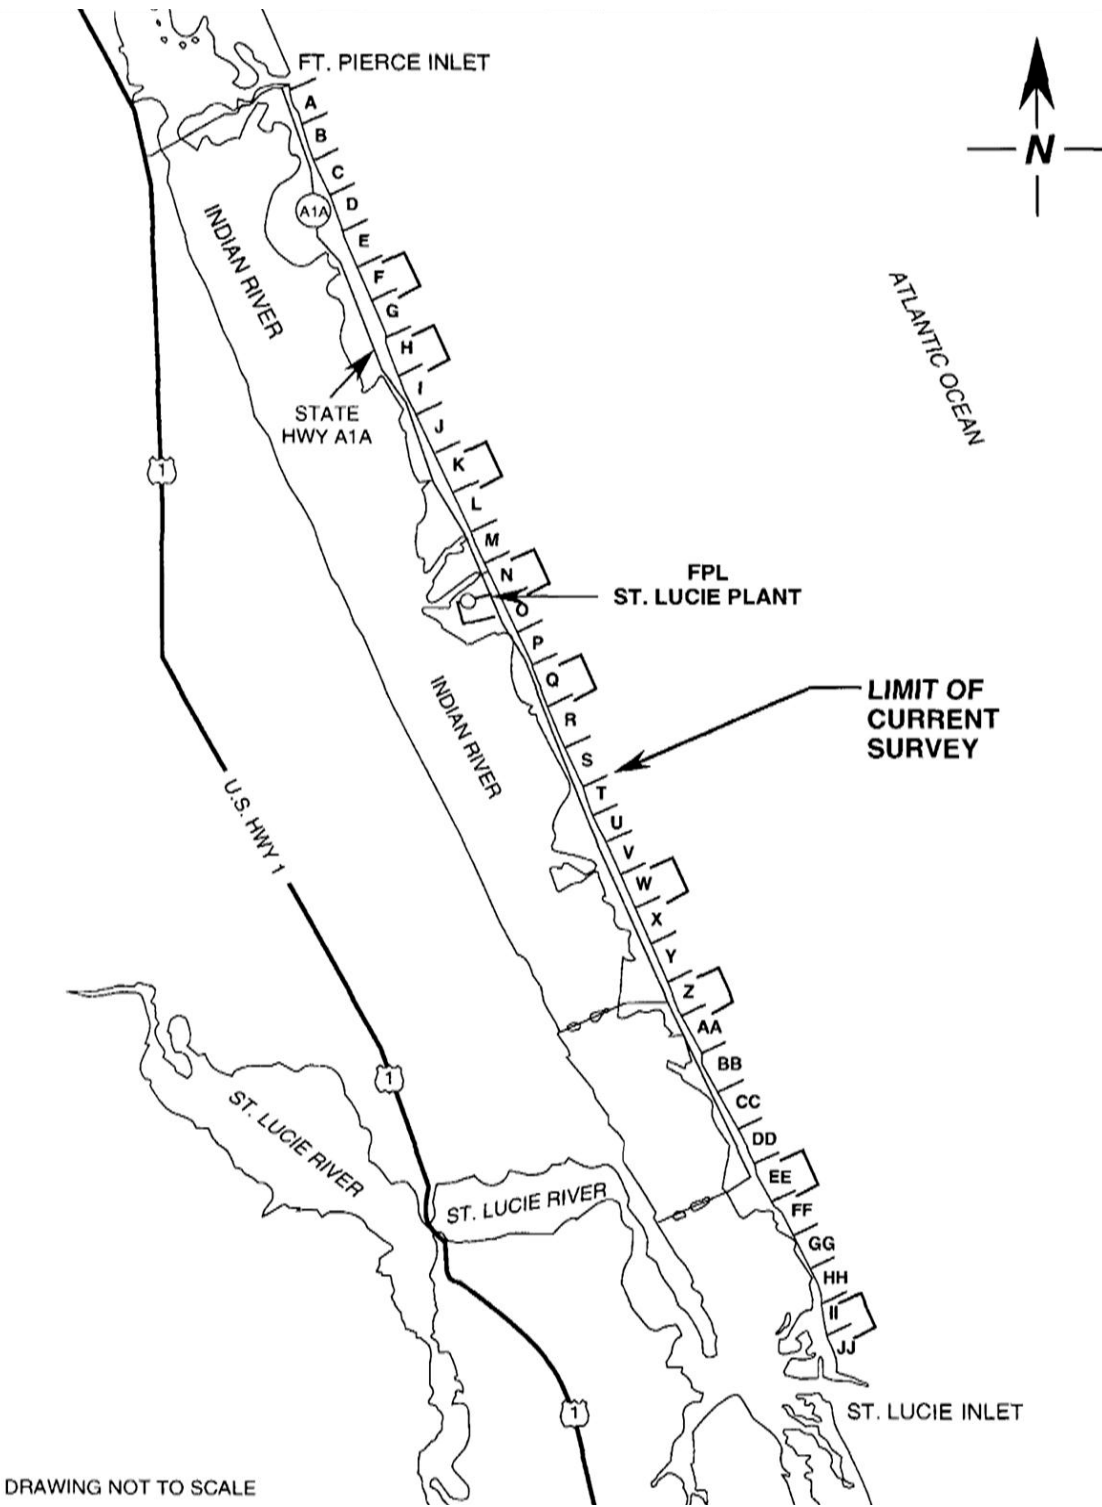 FT. PIERCE INLET
A
B
N
C
D
A1A
E
INDIAN RIVER
F
ATLANTIC OCEAN
G
H
I
STATE
HWY A1A
J
K
1
L
M
N
FPL
ST. LUCIE PLANT
O
P
Q
LIMIT OF
CURRENT
SURVEY
R
INDIAN RIVER
S
T
U
U.S. HWY 1
V
W
X
Y
Z
AA
BB
1
CC
ST. LUCIE RIVER
DD
EE
ST. LUCIE RIVER
FF
GG
HH
II
JJ
1
ST. LUCIE INLET
DRAWING NOT TO SCALE